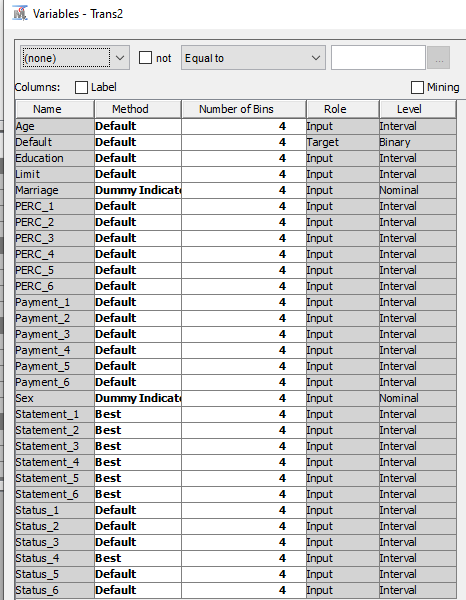 Variables - Trans2
(none) not Equal to ...
Columns: Label Mining
Name Method Number of Bins Role Level
Age Default 4 Input Interval
Default Default 4 Target Binary
Education Default 4 Input Interval
Limit Default 4 Input Interval
Marriage Dummy Indicato 4 Input Nominal
PERC_1 Default 4 Input Interval
PERC_2 Default 4 Input Interval
PERC_3 Default 4 Input Interval
PERC_4 Default 4 Input Interval
PERC_5 Default 4 Input Interval
PERC_6 Default 4 Input Interval
Payment_1 Default 4 Input Interval
Payment_2 Default 4 Input Interval
Payment_3 Default 4 Input Interval
Payment_4 Default 4 Input Interval
Payment_5 Default 4 Input Interval
Payment_6 Default 4 Input Interval
Sex Dummy Indicato 4 Input Nominal
Statement_1 Best 4 Input Interval
Statement_2 Best 4 Input Interval
Statement_3 Best 4 Input Interval
Statement_4 Best 4 Input Interval
Statement_5 Best 4 Input Interval
Statement_6 Best 4 Input Interval
Status_1 Default 4 Input Interval
Status_2 Default 4 Input Interval
Status_3 Default 4 Input Interval
Status_4 Best 4 Input Interval
Status_5 Default 4 Input Interval
Status_6 Default 4 Input Interval